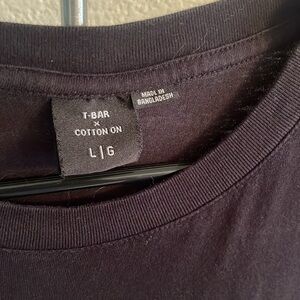 T-BAR
×
COTTON ON
L|G
MADE IN
BANGLADESH